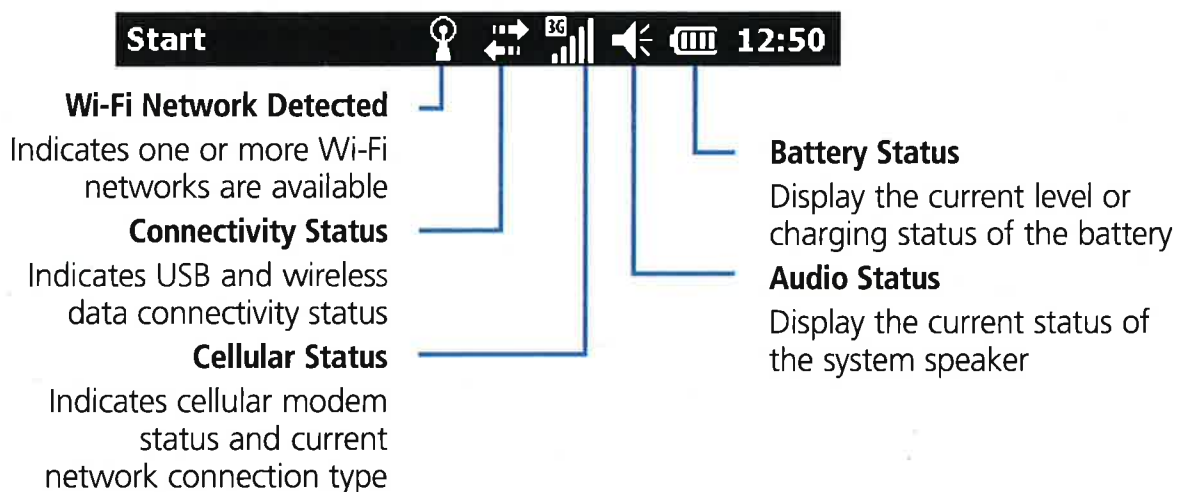 Start 3G 12:50
Wi-Fi Network Detected
Indicates one or more Wi-Fi
networks are available
Connectivity Status
Indicates USB and wireless
data connectivity status
Cellular Status
Indicates cellular modem
status and current
network connection type
Battery Status
Display the current level or
charging status of the battery
Audio Status
Display the current status of
the system speaker